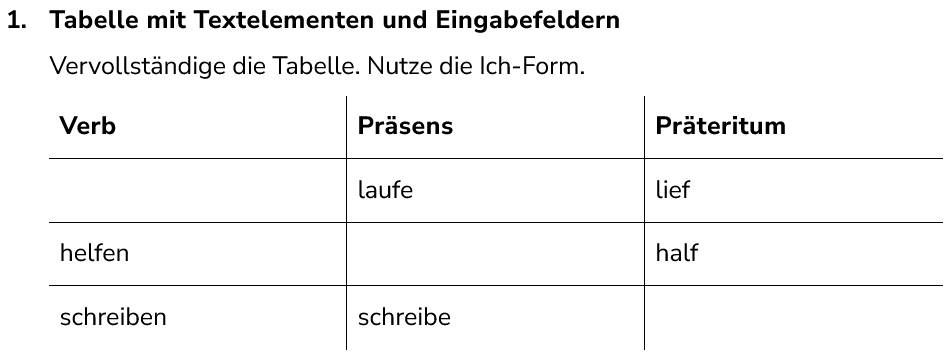 1. Tabelle mit Textelementen und Eingabefeldern
Vervollständige die Tabelle. Nutze die Ich-Form.
Verb Präsens Präteritum
laufe lief
helfen half
schreiben schreibe